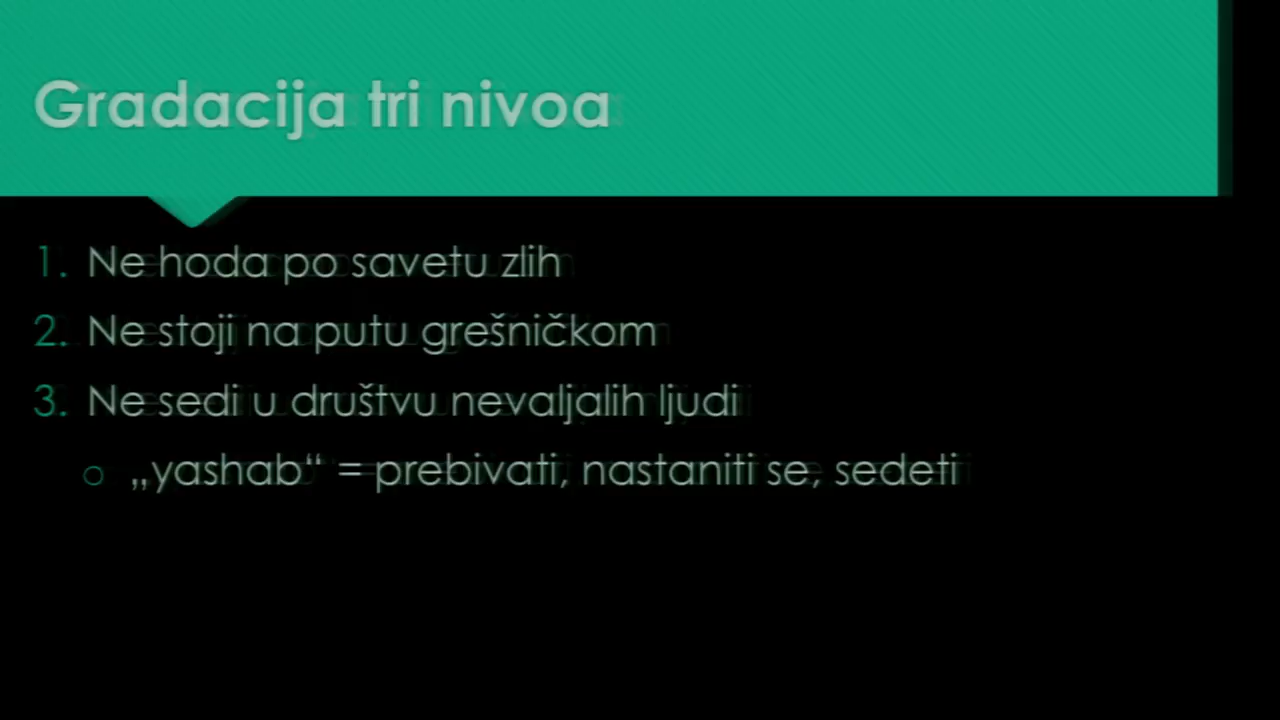 Gradacija tri nivoa
1. Ne hoda po savetu zlih
2. Ne stoji na putu grešničkom
3. Ne sedi u društvu nevaljalih ljudi
o „yashab“ = prebivati, nastaniti se, sedeti